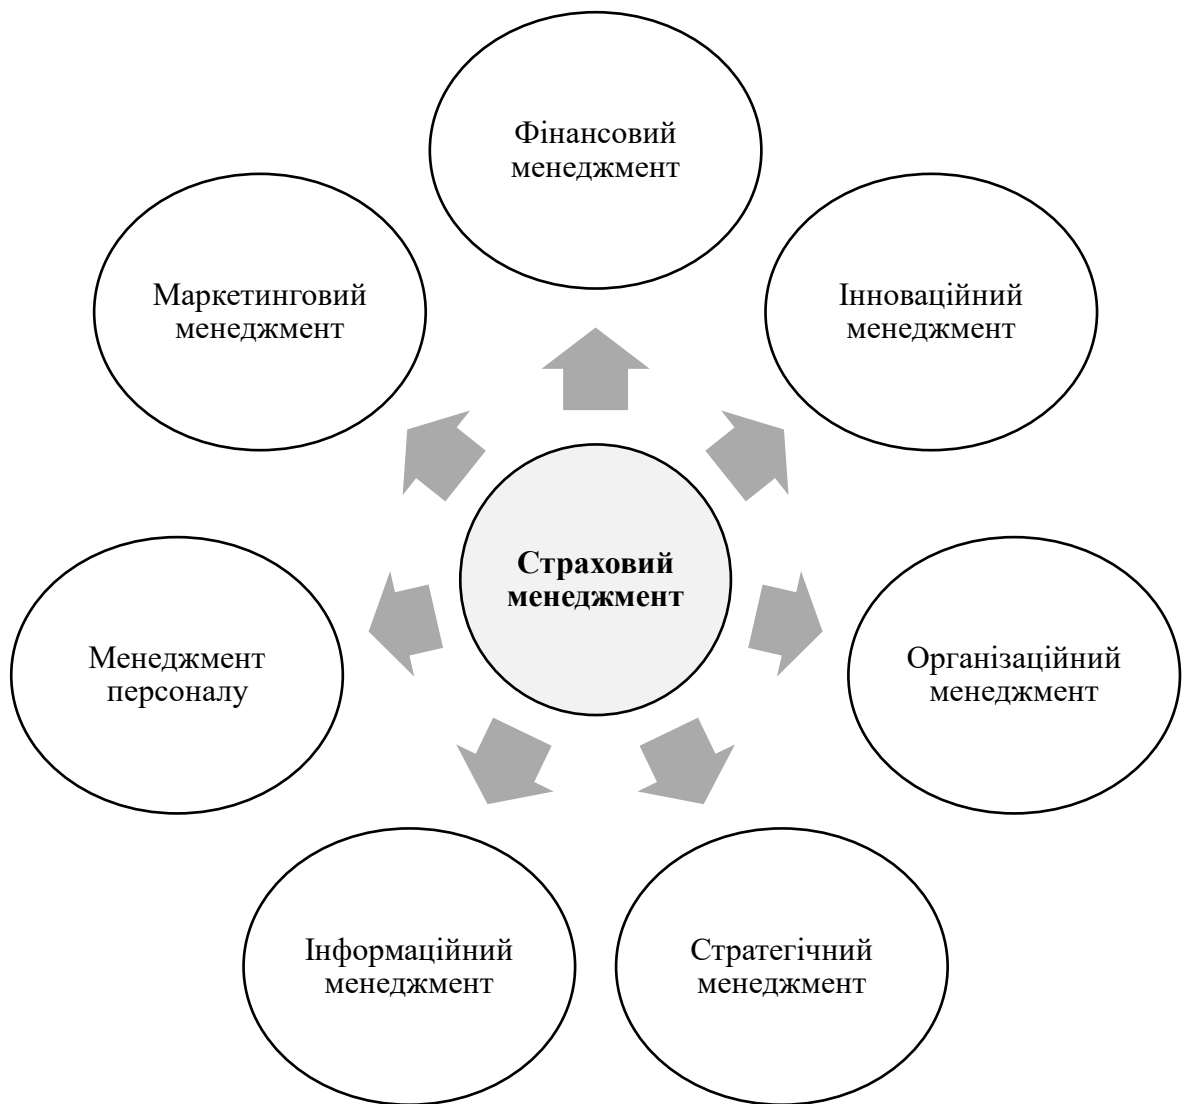 Фінансовий
менеджмент
Маркетинговий
менеджмент
Інноваційний
менеджмент
Страховий
менеджмент
Менеджмент
персоналу
Організаційний
менеджмент
Інформаційний
менеджмент
Стратегічний
менеджмент